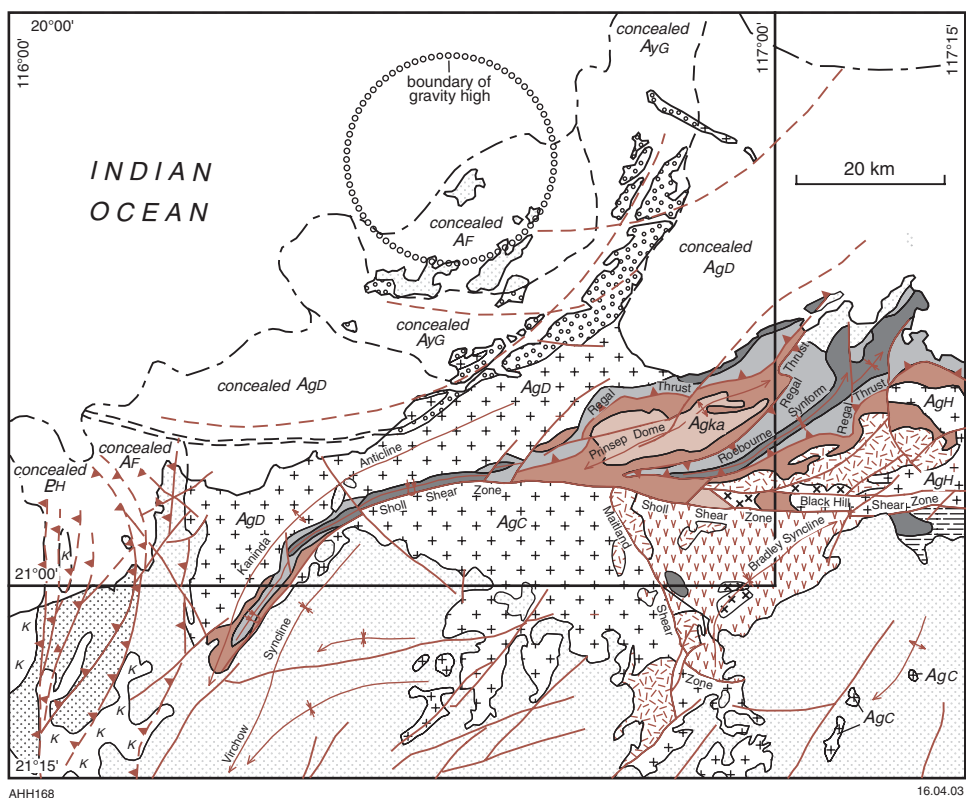 20°00'
116°00'
117°00'
117°15'
concealed
AyG
boundary of
gravity high
INDIAN
OCEAN
20 km
concealed
AF
concealed
AgD
concealed
AyG
concealed AgD
AgD
Regal
Thrust
Thrust
Regal
Synform
Regal
Thrust
AgH
Anticline
Prinsep Dome
Agka
Roebourne
concealed
AF
concealed
PH
AgH
Shear
Zone
Sholl
AgD
AgC
Maitland
Sholl
Shear
Zone
Black Hill
Shear
Zone
Bradley Syncline
Kaninda
K
21°00'
K
Shear
Syncline
K
Zone
AgC
AgC
K
K
K
Virchow
K
21°15'
AHH168
16.04.03